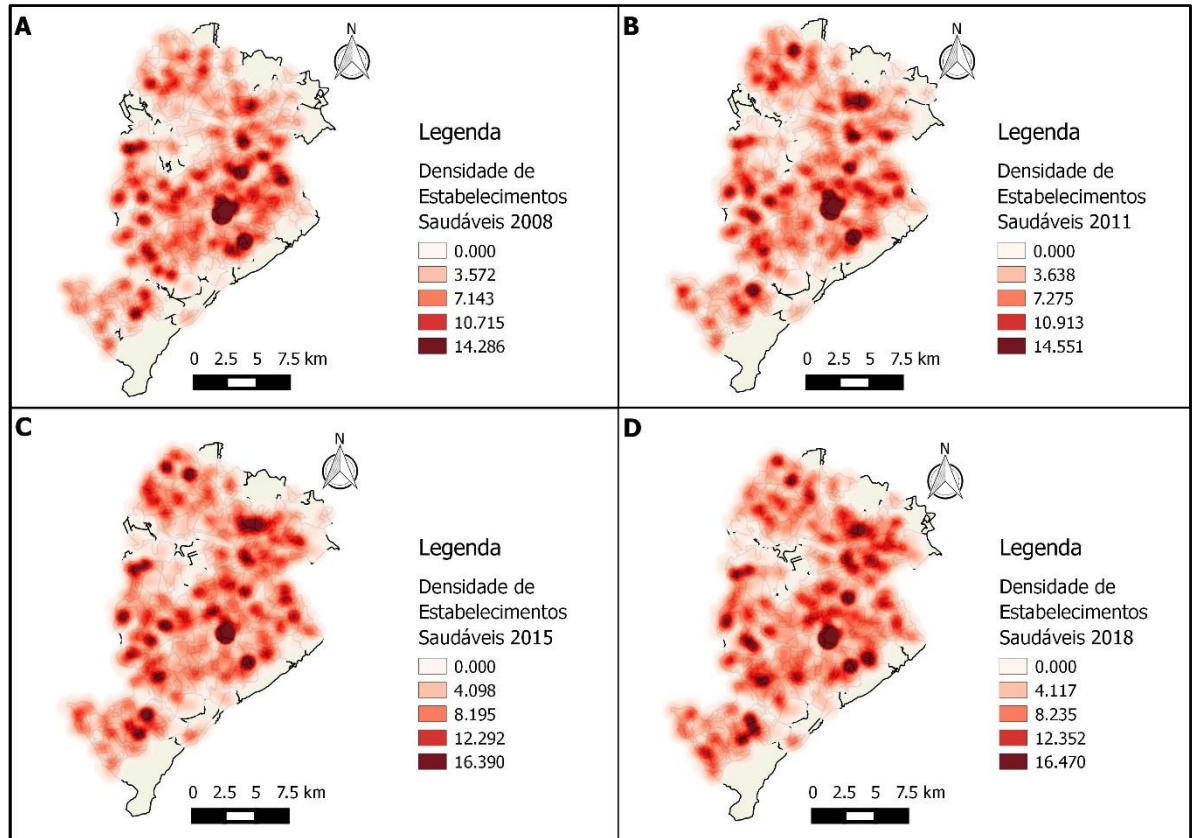 A
N
Legenda
Densidade de
Estabelecimentos
Saudáveis 2008
0.000
3.572
7.143
10.715
14.286
0 2.5 5 7.5 km
B
N
Legenda
Densidade de
Estabelecimentos
Saudáveis 2011
0.000
3.638
7.275
10.913
14.551
0 2.5 5 7.5 km
C
N
Legenda
Densidade de
Estabelecimentos
Saudáveis 2015
0.000
4.098
8.195
12.292
16.390
0 2.5 5 7.5 km
D
N
Legenda
Densidade de
Estabelecimentos
Saudáveis 2018
0.000
4.117
8.235
12.352
16.470
0 2.5 5 7.5 km